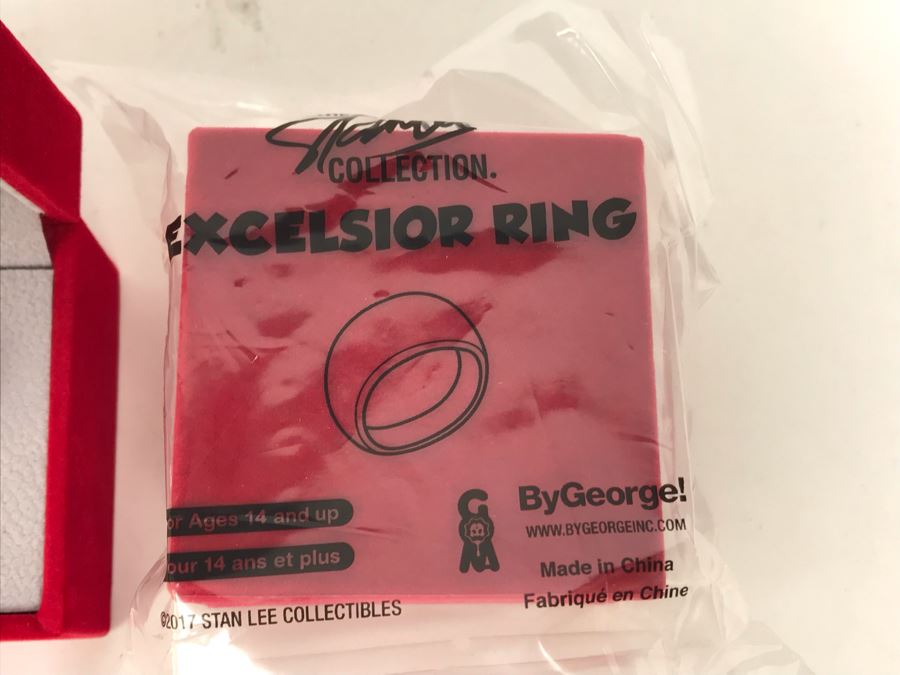 COLLECTION.
EXCELSIOR RING
or Ages 14 and up
our 14 ans et plus
©2017 STAN LEE COLLECTIBLES
ByGeorge!
WWW.BYGEORGEINC.COM
Made in China
Fabriqué en Chine